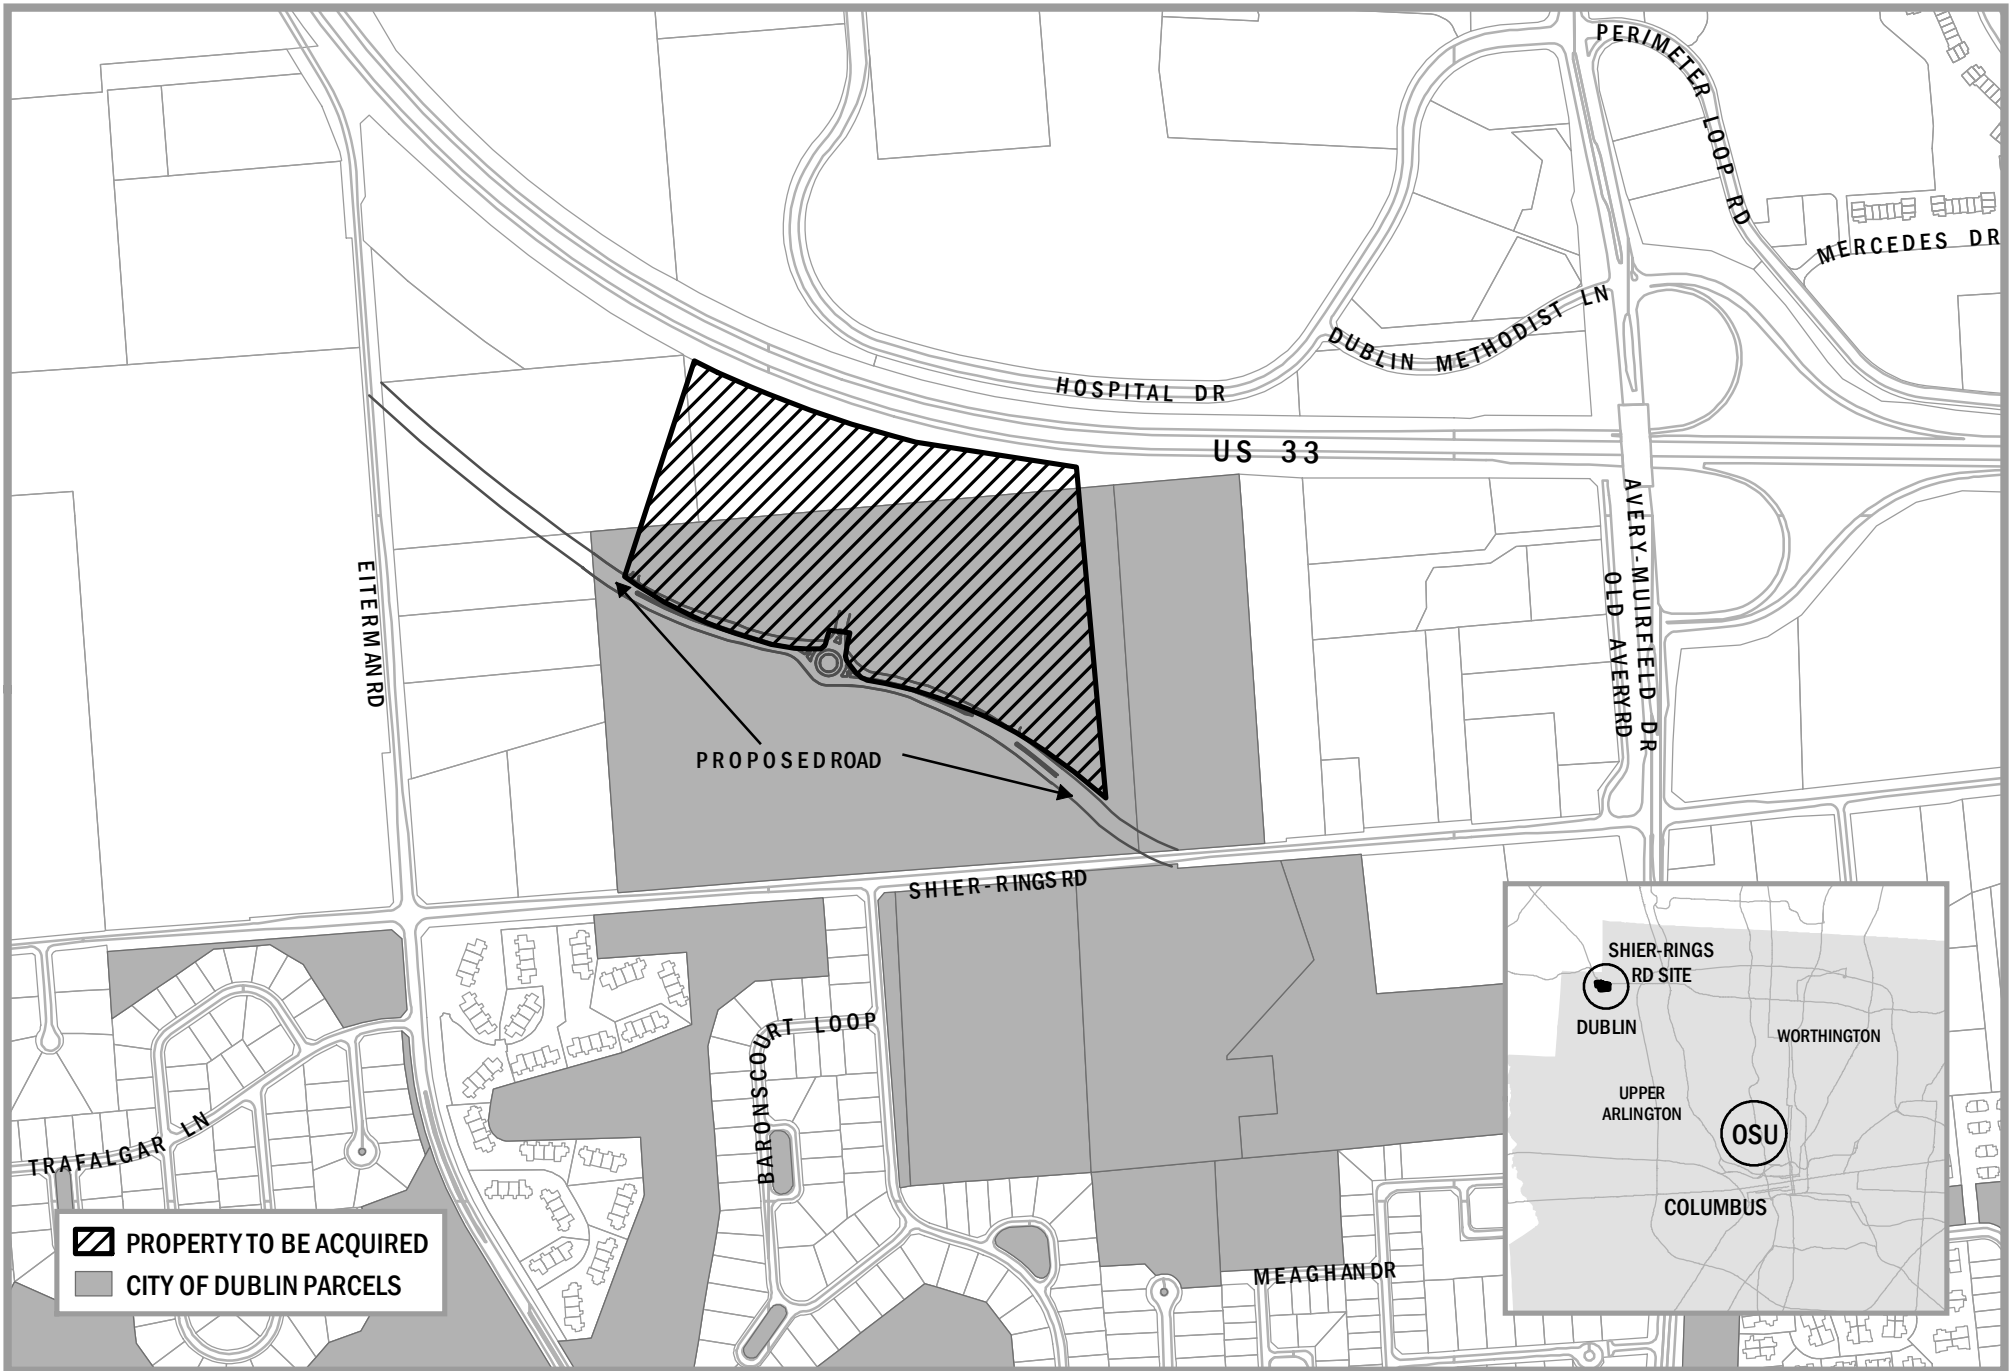 PERIMETER LOOP RD
MERCEDES DR
DUBLIN METHODIST LN
HOSPITAL DR
US 33
AVERY-MUIRFIELD DR
OLD AVERY RD
EITERMAN RD
PROPOSED ROAD
SHIER-RINGS RD
BARONSCOURT LOOP
TRAFALGAR LN
MEAGHAN DR
PROPERTY TO BE ACQUIRED
CITY OF DUBLIN PARCELS
SHIER-RINGS
RD SITE
DUBLIN
WORTHINGTON
UPPER
ARLINGTON
OSU
COLUMBUS